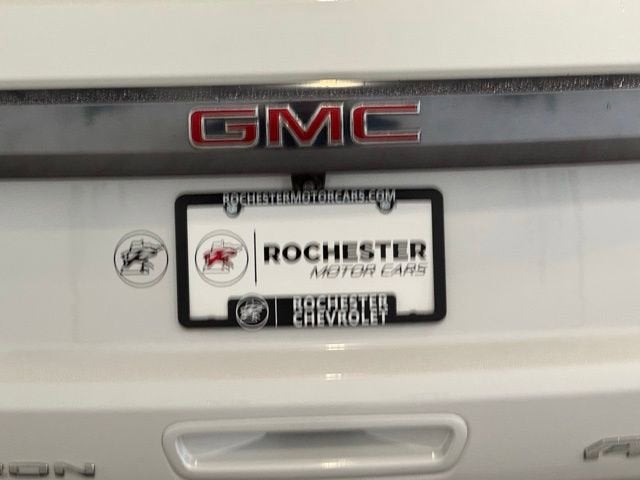 GMC
ROCHESTERMOTORCARS.COM
ROCHESTER
MOTOR CARS
ROCHESTER
CHEVROLET